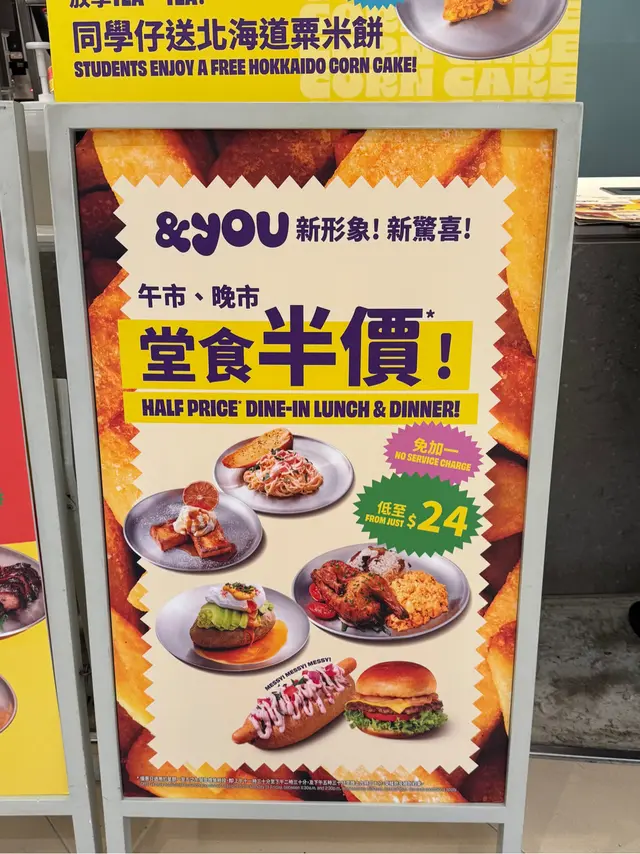 同學仔送北海道粟米餅
STUDENTS ENJOY A FREE HOKKAIDO CORN CAKE!
CORN CAKE
&YOU 新形象! 新驚喜!
午市、晚市
堂食半價*!
HALF PRICE* DINE-IN LUNCH & DINNER!
免加一
NO SERVICE CHARGE
低至
FROM JUST $24
MESSY! MESSY! MESSY!